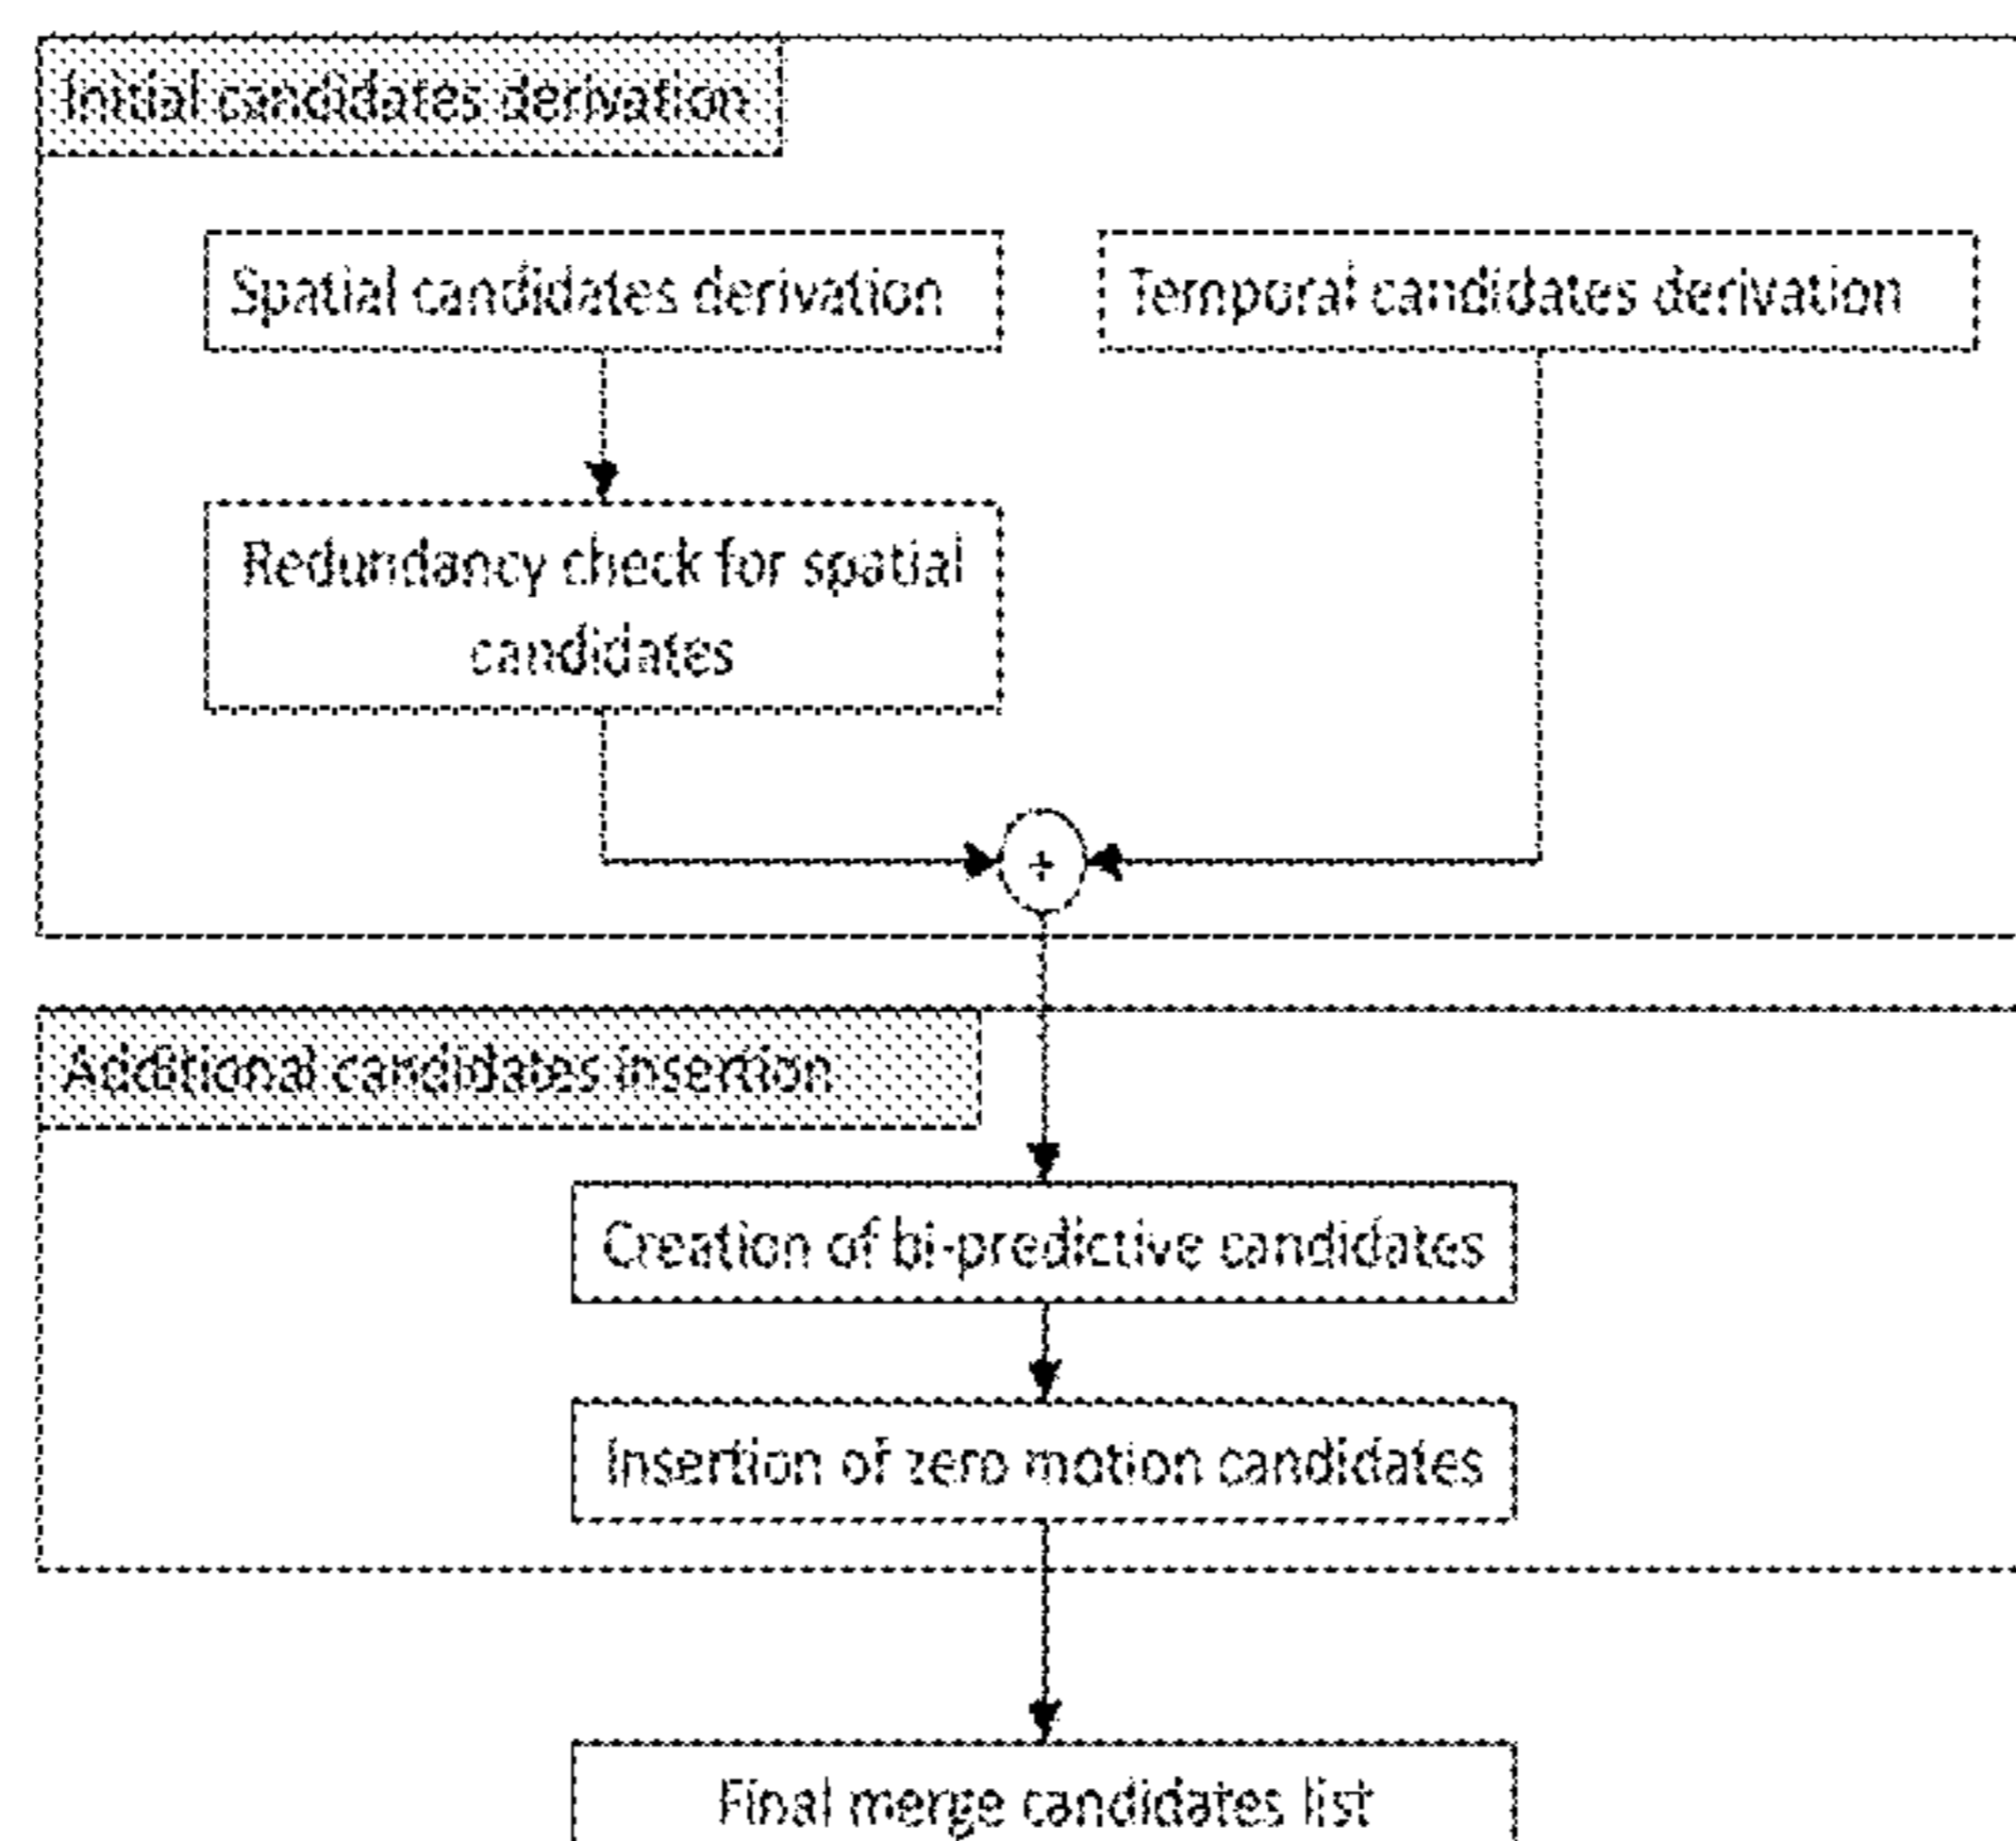 Initial candidates derivation
Spatial candidates derivation
Temporal candidates derivation
Redundancy check for spatial
candidates
+
Additional candidates insertion
Creation of bi-predictive candidates
Insertion of zero motion candidates
Final merge candidates list